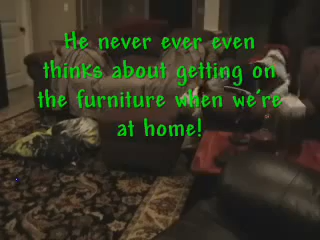 He never ever even
thinks about getting on
the furniture when we're
at home!